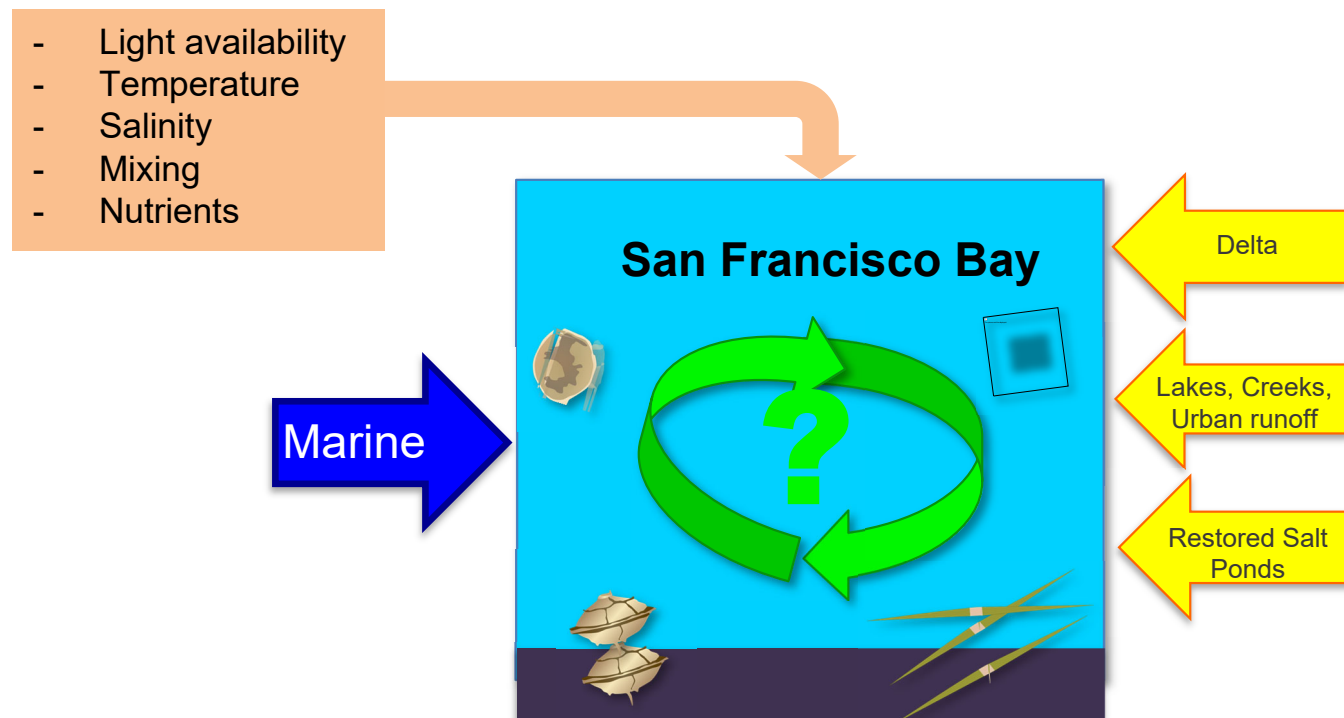 - Light availability
- Temperature
- Salinity
- Mixing
- Nutrients
San Francisco Bay
Delta
?
Marine
Lakes, Creeks,
Urban runoff
Restored Salt
Ponds